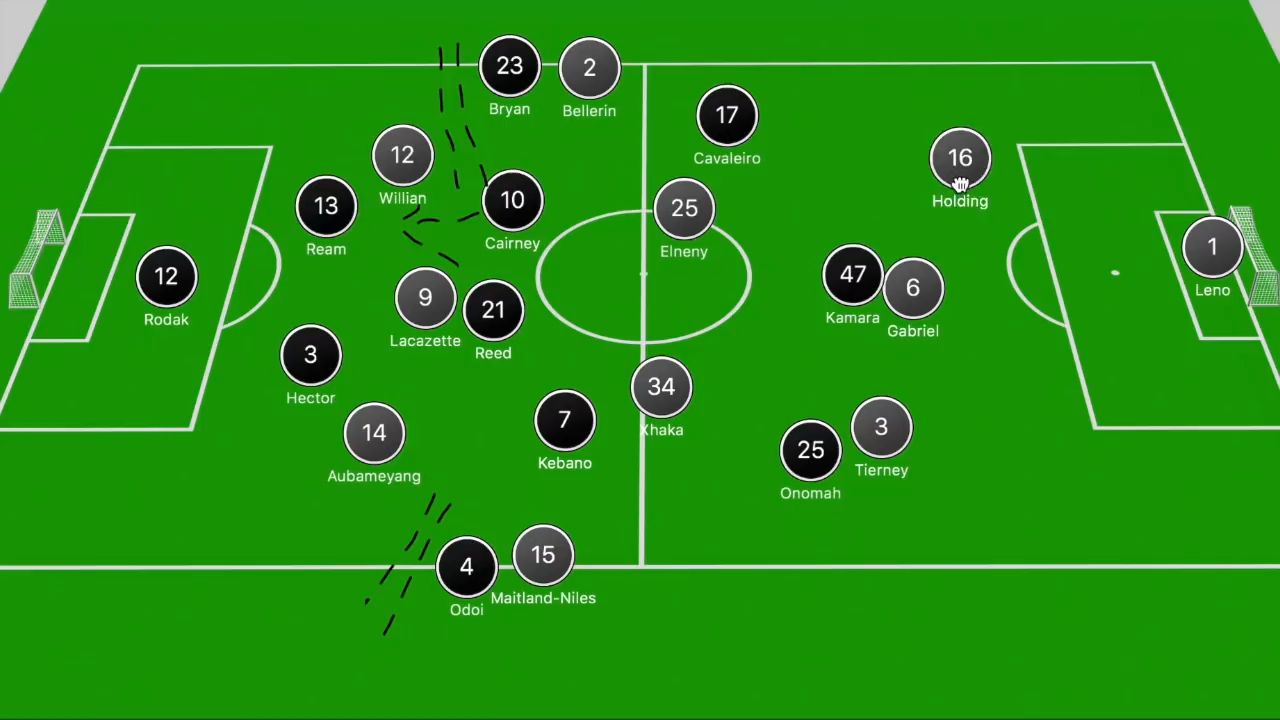 23
Bryan
2
Bellerin
17
Cavaleiro
12
Willian
16
Holding
13
Ream
10
Cairney
25
Elneny
12
Rodak
1
Leno
47
Kamara
6
Gabriel
9
Lacazette
21
Reed
3
Hector
34
Xhaka
14
Aubameyang
7
Kebano
25
Onomah
3
Tierney
4
Odoi
15
Maitland-Niles